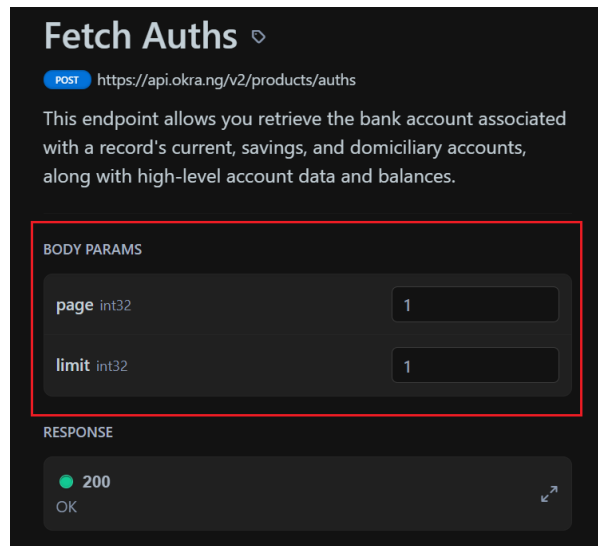 Fetch Auths
POST https://api.okra.ng/v2/products/auths
This endpoint allows you retrieve the bank account associated
with a record's current, savings, and domiciliary accounts,
along with high-level account data and balances.
BODY PARAMS
page int32 1
limit int32 1
RESPONSE
200
OK